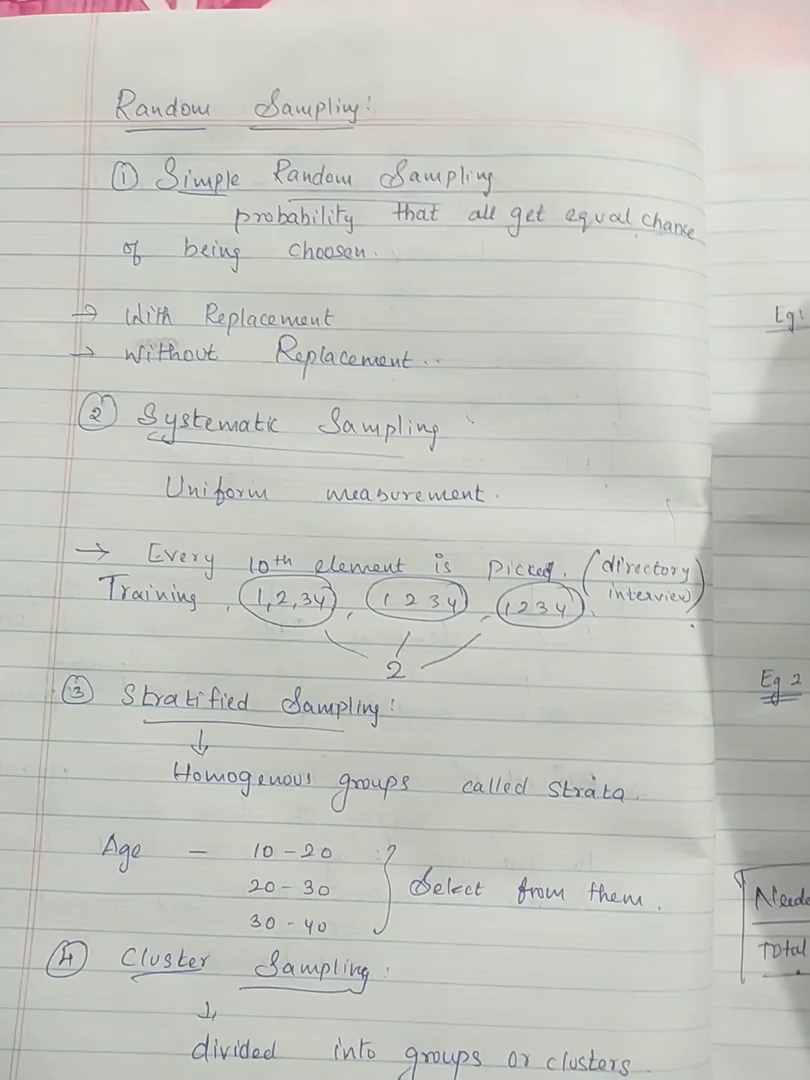 Random Sampling:
① Simple Random Sampling
probability that all get equal chance
of being choosen.
→ With Replacement
→ without Replacement..
② Systematic Sampling
Uniform measurement.
→ Every 10th element is picked. (directory interview)
Training, 1,2,34, 1 2 3 4, 1 2 3 4.
2
③ Stratified Sampling:
↓
Homogenous groups called strata.
Age - 10-20
20-30 } Select from them.
30-40
④ Cluster Sampling:
↓
divided into groups or clusters.
Eg:
Eg 2
Total